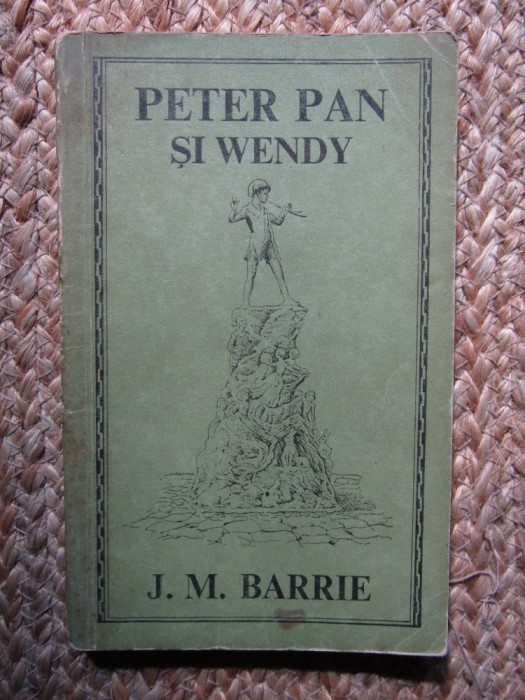 PETER PAN
ȘI WENDY
J. M. BARRIE